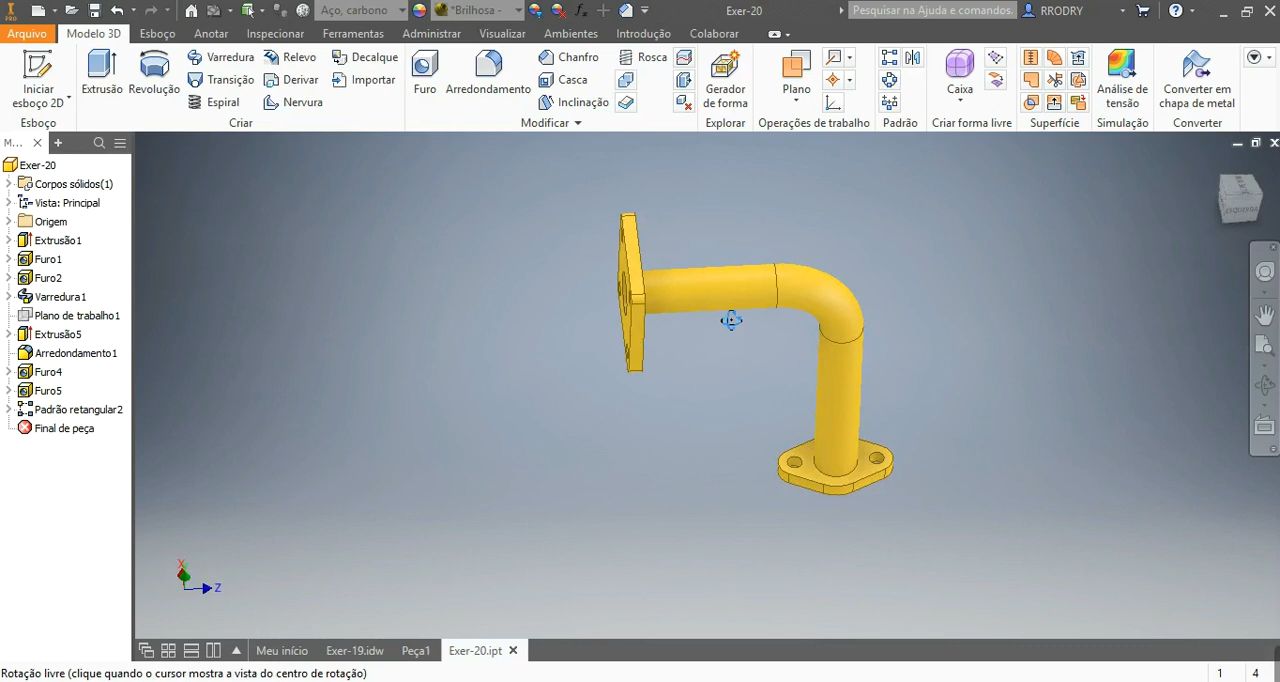 PRO
Aço, carbono
*Brilhosa -
Exer-20
Pesquisar na Ajuda e comandos.
RRODRY
Arquivo Modelo 3D Esboço Anotar Inspecionar Ferramentas Administrar Visualizar Ambientes Introdução Colaborar
Iniciar
esboço 2D
Esboço
Extrusão
Revolução
Varredura
Transição
Espiral
Relevo
Derivar
Nervura
Decalque
Importar
Criar
Furo
Arredondamento
Chanfro
Casca
Inclinação
Rosca
Modificar
Gerador
de forma
Explorar
Plano
Operações de trabalho
Padrão
Caixa
Criar forma livre
Superfície
Análise de
tensão
Simulação
Converter em
chapa de metal
Converter
M...
Exer-20
Corpos sólidos(1)
Vista: Principal
Origem
Extrusão1
Furo1
Furo2
Varredura1
Plano de trabalho1
Extrusão5
Arredondamento1
Furo4
Furo5
Padrão retangular2
Final de peça
ESQUERDA
X
Z
Meu início Exer-19.idw Peça1 Exer-20.ipt
Rotação livre (clique quando o cursor mostra a vista do centro de rotação)
1 4